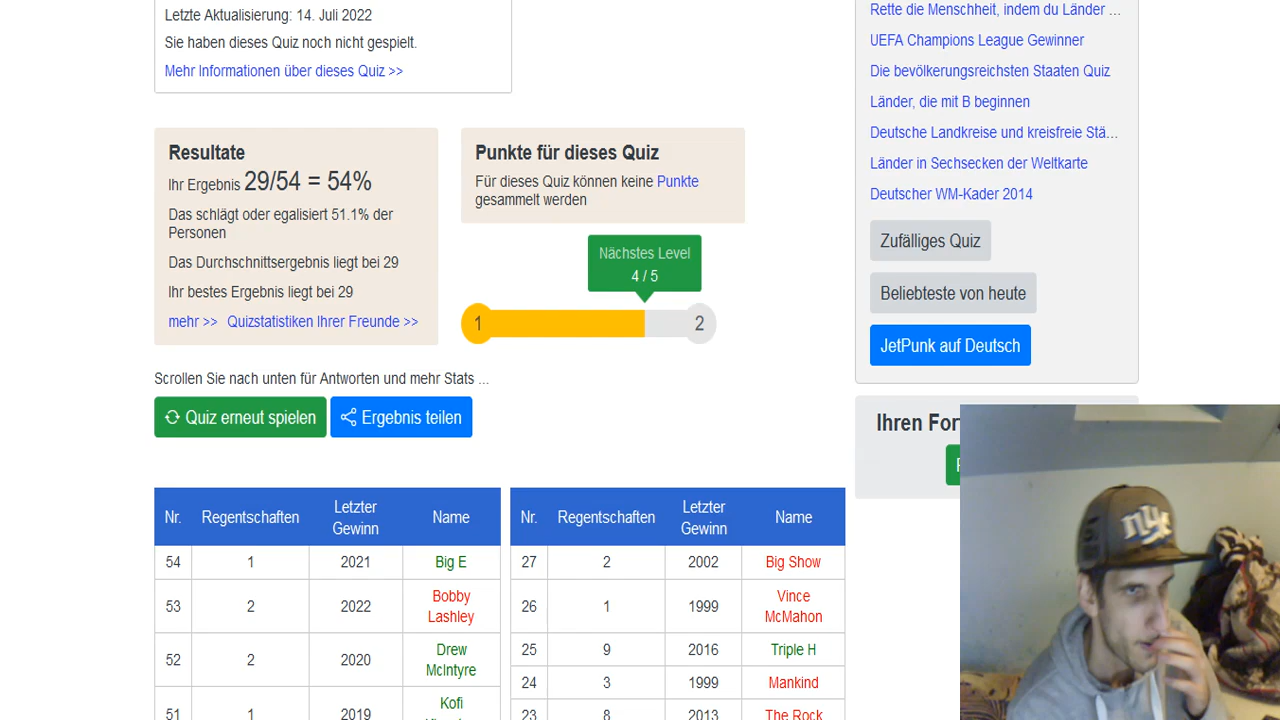 Letzte Aktualisierung: 14. Juli 2022
Sie haben dieses Quiz noch nicht gespielt.
Mehr Informationen über dieses Quiz >>
Resultate
Ihr Ergebnis 29/54 = 54%
Das schlägt oder egalisiert 51.1% der
Personen
Das Durchschnittsergebnis liegt bei 29
Ihr bestes Ergebnis liegt bei 29
mehr >> Quizstatistiken Ihrer Freunde >>
Punkte für dieses Quiz
Für dieses Quiz können keine Punkte
gesammelt werden
Nächstes Level
4 / 5
1 2
Scrollen Sie nach unten für Antworten und mehr Stats ...
Quiz erneut spielen Ergebnis teilen
Nr. Regentschaften Letzter Gewinn Name
54 1 2021 Big E
53 2 2022 Bobby Lashley
52 2 2020 Drew McIntyre
51 1 2019 Kofi
Nr. Regentschaften Letzter Gewinn Name
27 2 2002 Big Show
26 1 1999 Vince McMahon
25 9 2016 Triple H
24 3 1999 Mankind
23 8 2013 The Rock
Rette die Menschheit, indem du Länder ...
UEFA Champions League Gewinner
Die bevölkerungsreichsten Staaten Quiz
Länder, die mit B beginnen
Deutsche Landkreise und kreisfreie Stä...
Länder in Sechsecken der Weltkarte
Deutscher WM-Kader 2014
Zufälliges Quiz
Beliebteste von heute
JetPunk auf Deutsch
Ihren For